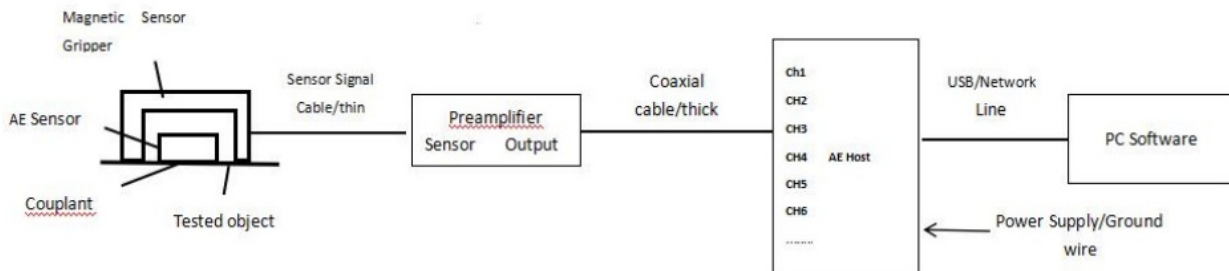 Magnetic Sensor
Gripper
AE Sensor
Couplant
Tested object
Sensor Signal
Cable/thin
Preamplifier
Sensor Output
Coaxial
cable/thick
Ch1
CH2
CH3
CH4 AE Host
CH5
CH6
........
USB/Network
Line
PC Software
Power Supply/Ground
wire